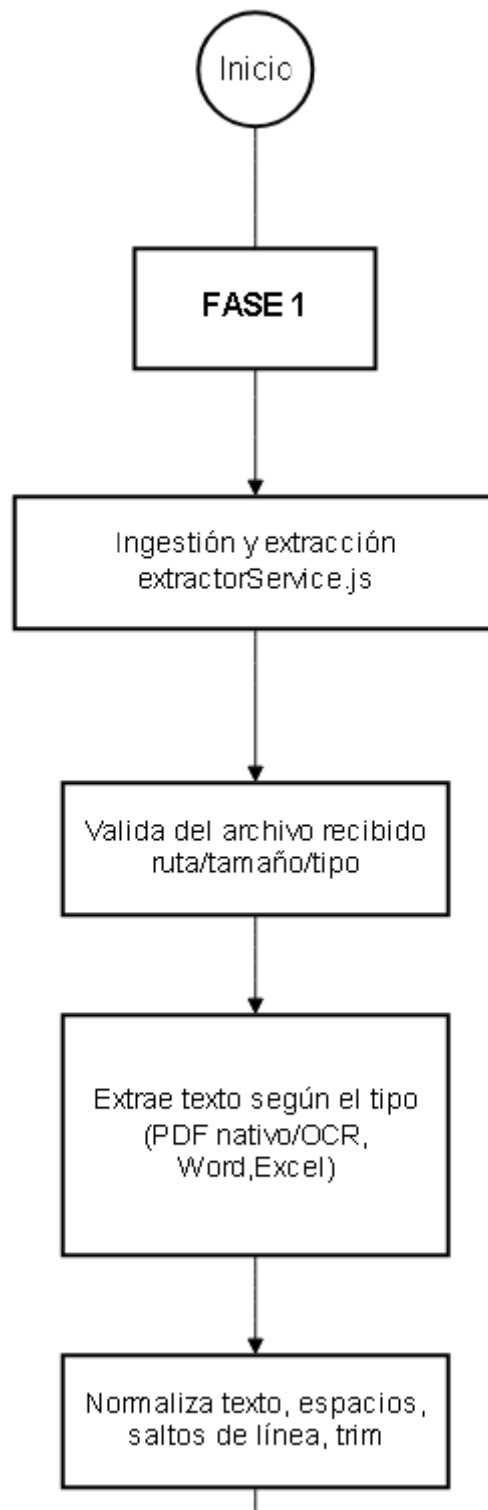 Inicio
FASE 1
Ingestión y extracción
extractorService.js
Valida del archivo recibido
ruta/tamaño/tipo
Extrae texto según el tipo
(PDF nativo/OCR,
Word,Excel)
Normaliza texto, espacios,
saltos de línea, trim